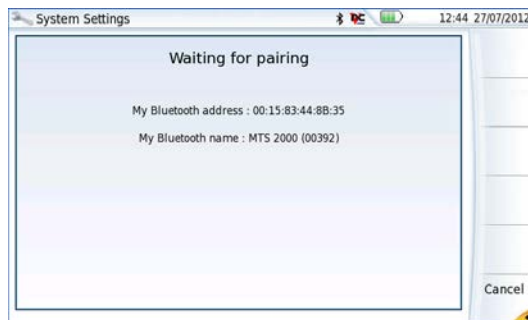 System Settings
12:44 27/07/2012
Waiting for pairing
My Bluetooth address : 00:15:83:44:8B:35
My Bluetooth name : MTS 2000 (00392)
Cancel